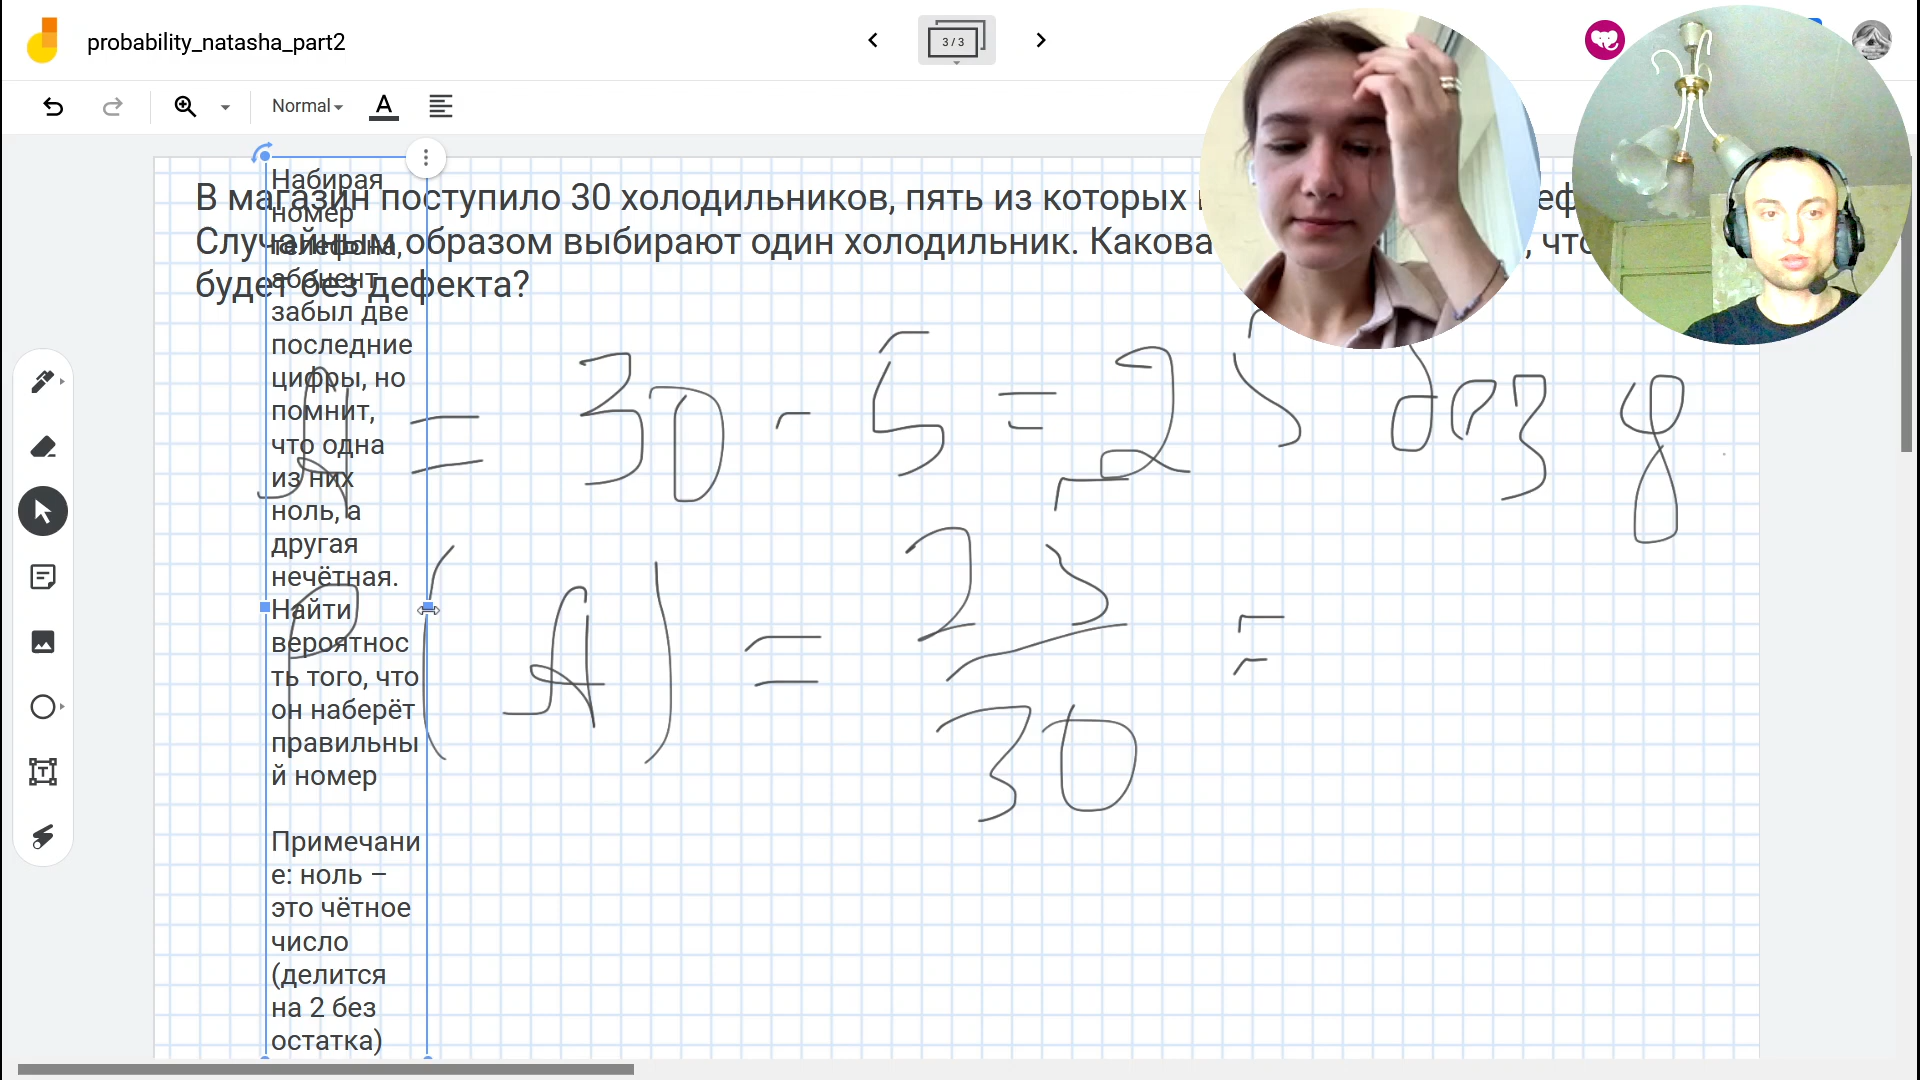 probability_natasha_part2
3 / 3
Normal
В магазин поступило 30 холодильников, пять из которых
Случайным образом выбирают один холодильник. Какова , что
будет без дефекта?
Набирая
номер
телефона,
абонент
забыл две
последние
цифры, но
помнит,
что одна
из них
ноль, а
другая
нечётная.
Найти
вероятнос
ть того, что
он наберёт
правильны
й номер
Примечани
е: ноль –
это чётное
число
(делится
на 2 без
остатка)
A = 30 - 5 = 25 без д
P(A) = 25/30 =